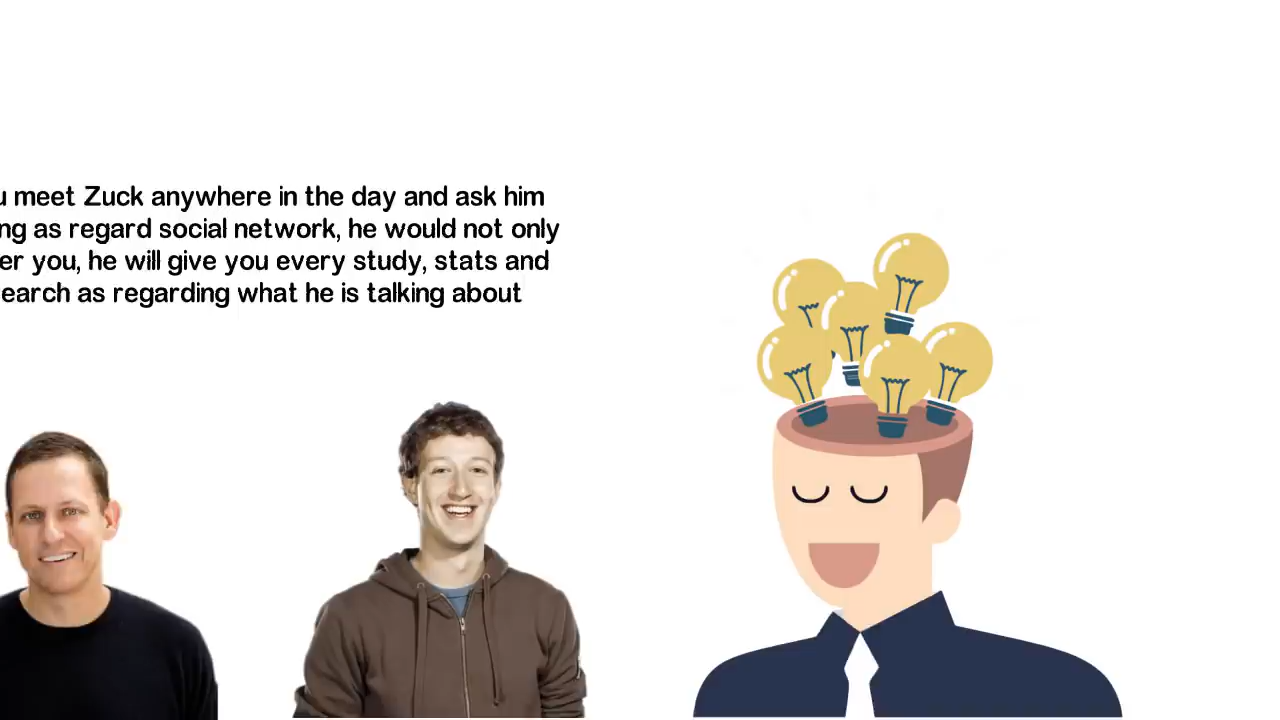 u meet Zuck anywhere in the day and ask him
ng as regard social network, he would not only
er you, he will give you every study, stats and
earch as regarding what he is talking about